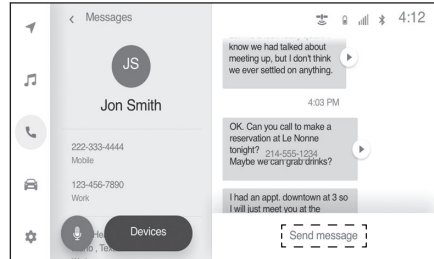 < Messages
4:12
JS
Jon Smith
222-333-4444
Mobile
123-456-7890
Work
Devices
know we had talked about
meeting up, but I don't think
we ever settled on anything.
4:03 PM
OK. Can you call to make a
reservation at Le Nonne
tonight? 214-555-1234
Maybe we can grab drinks?
I had an appt. downtown at 3 so
I will just meet you at the
Send message